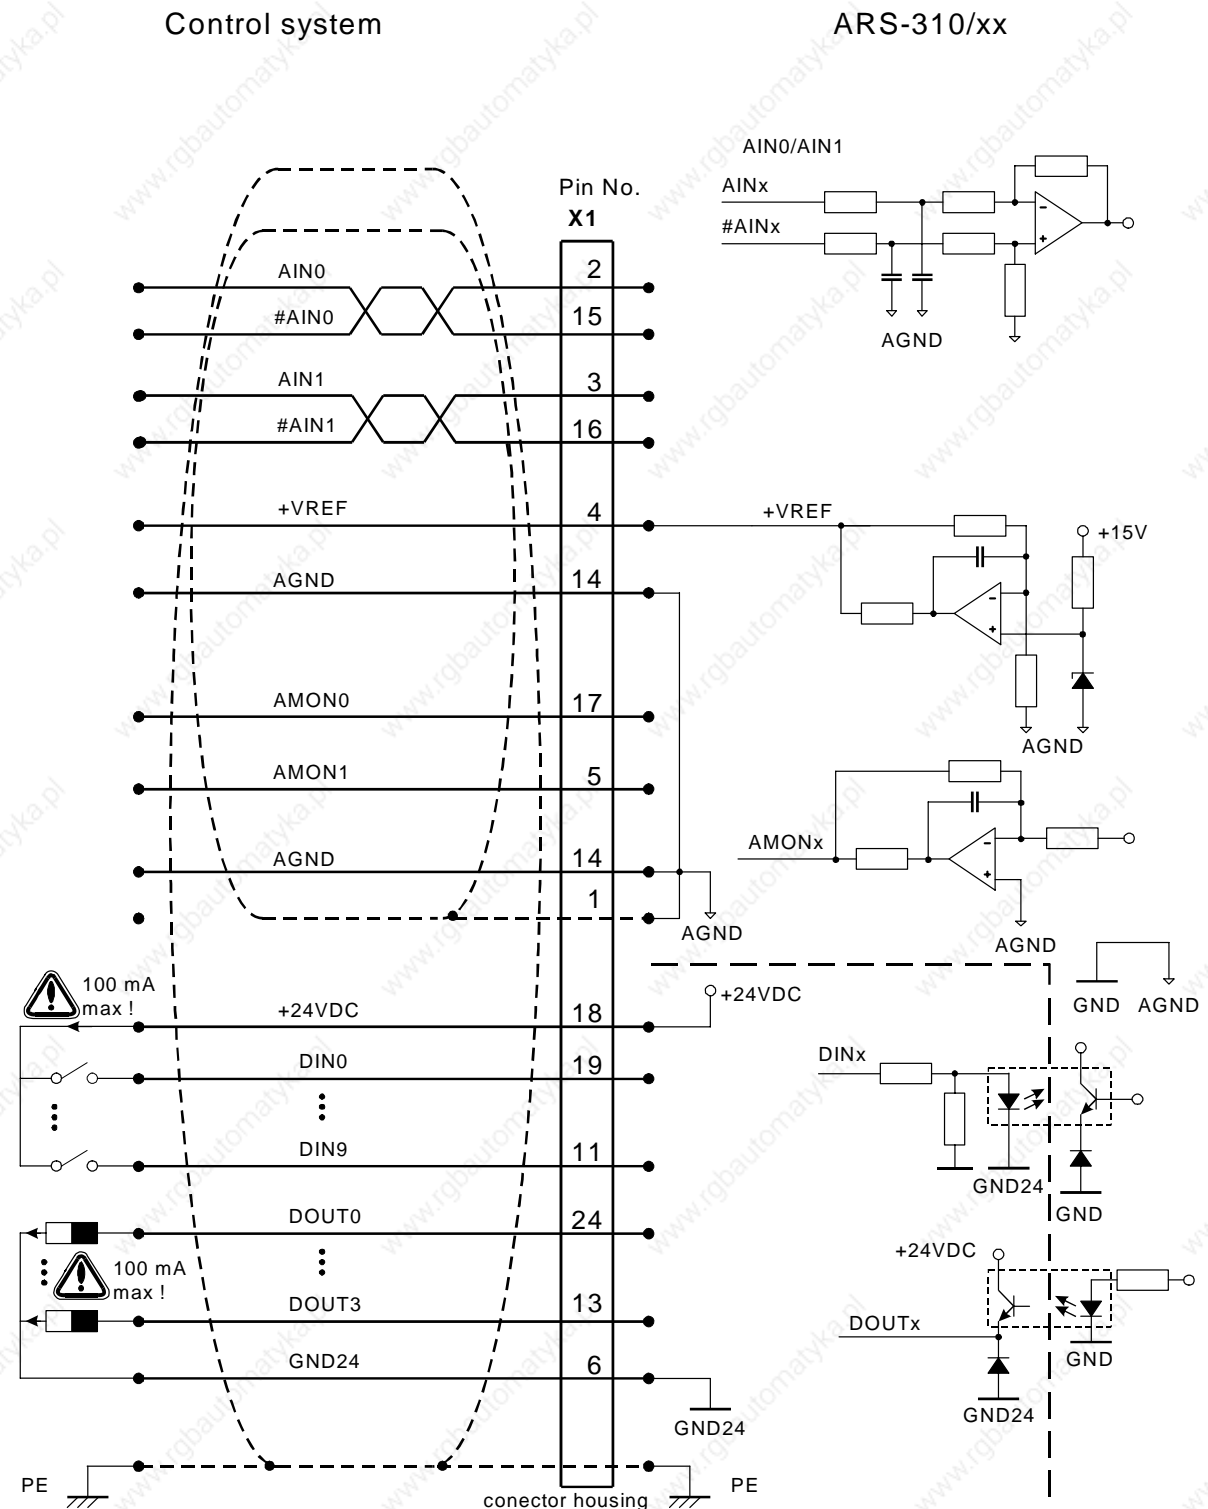 Control system
ARS-310/xx
AIN0/AIN1
Pin No.
X1
AINx
#AINx
-
+
AGND
AIN0
2
#AIN0
15
AIN1
3
#AIN1
16
+VREF
4
+VREF
+15V
AGND
14
-
+
AMON0
17
AGND
AMON1
5
AMONx
-
+
AGND
14
1
AGND
AGND
GND AGND
100 mA
max !
+24VDC
18
+24VDC
DIN0
19
DINx
DIN9
11
GND24
GND
DOUT0
24
+24VDC
100 mA
max !
DOUT3
13
DOUTx
GND
GND24
6
GND24
GND24
PE
PE
conector housing
www.rgbautomatyka.pl